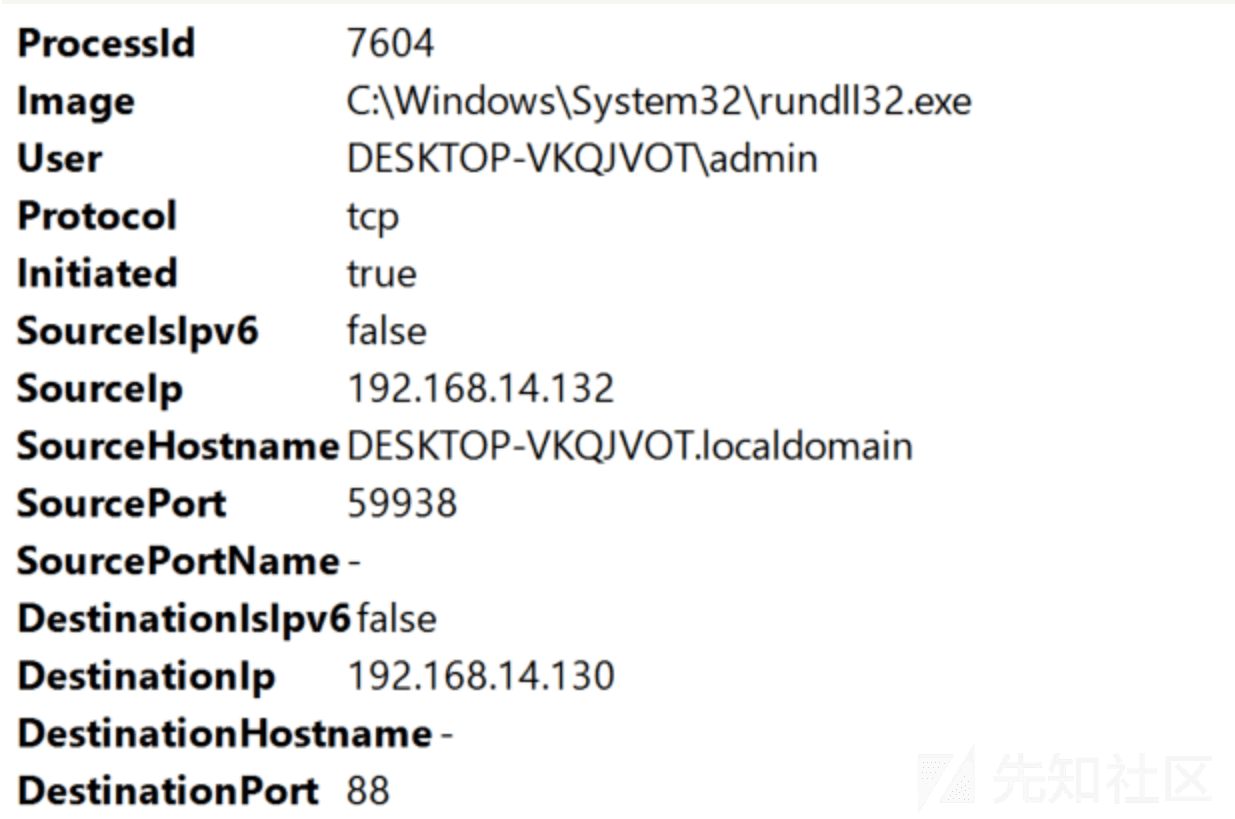 ProcessId 7604
Image C:\Windows\System32\rundll32.exe
User DESKTOP-VKQJVOT\admin
Protocol tcp
Initiated true
SourceIsIpv6 false
SourceIp 192.168.14.132
SourceHostname DESKTOP-VKQJVOT.localdomain
SourcePort 59938
SourcePortName -
DestinationIsIpv6 false
DestinationIp 192.168.14.130
DestinationHostname -
DestinationPort 88
先知社区